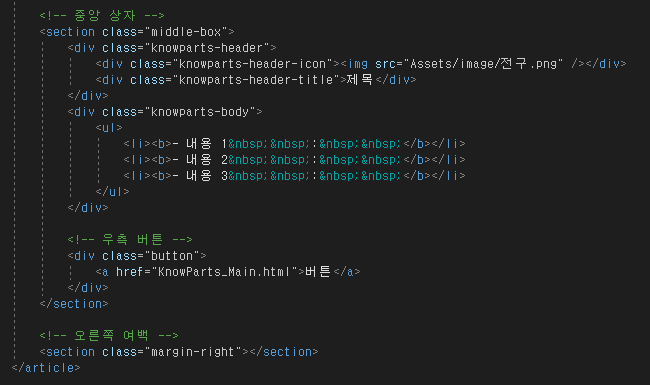 <!-- 중앙 상자 -->
<section class="middle-box">
<div class="knowparts-header">
<div class="knowparts-header-icon"><img src="Assets/image/전구.png" /></div>
<div class="knowparts-header-title">제목</div>
</div>
<div class="knowparts-body">
<ul>
<li><b>- 내용 1&nbsp;&nbsp;:&nbsp;&nbsp;</b></li>
<li><b>- 내용 2&nbsp;&nbsp;:&nbsp;&nbsp;</b></li>
<li><b>- 내용 3&nbsp;&nbsp;:&nbsp;&nbsp;</b></li>
</ul>
</div>
<!-- 우측 버튼 -->
<div class="button">
<a href="KnowParts_Main.html">버튼</a>
</div>
</section>
<!-- 오른쪽 여백 -->
<section class="margin-right"></section>
</article>